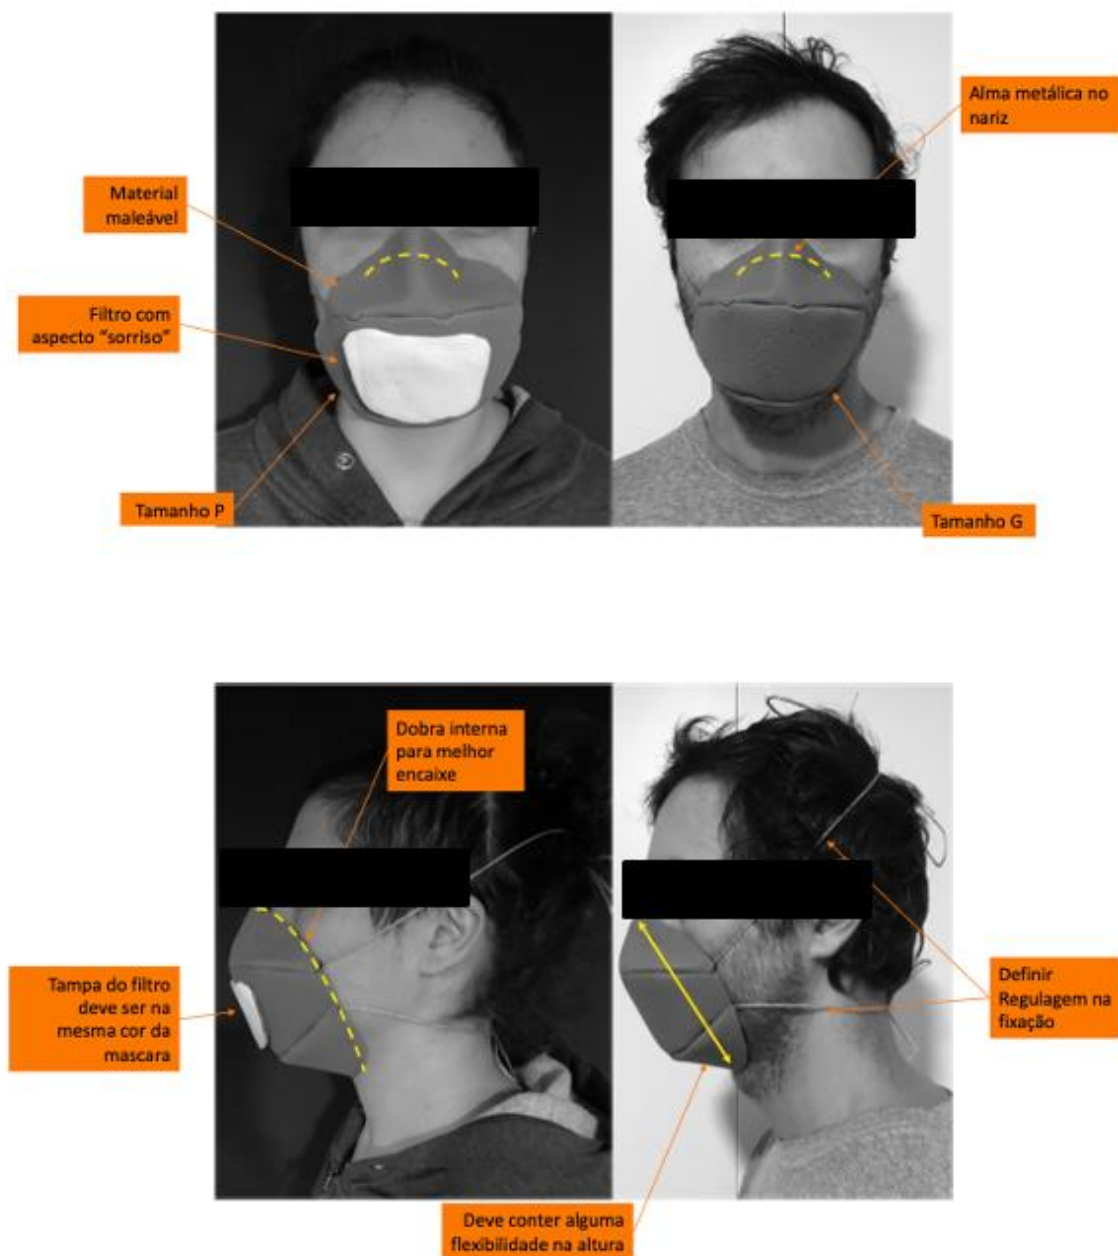 Alma metálica no
nariz
Material
maleável
Filtro com
aspecto “sorriso”
Tamanho P
Tamanho G
Dobra interna
para melhor
encaixe
Tampa do filtro
deve ser na
mesma cor da
mascara
Definir
Regulagem na
fixação
Deve conter alguma
flexibilidade na altura